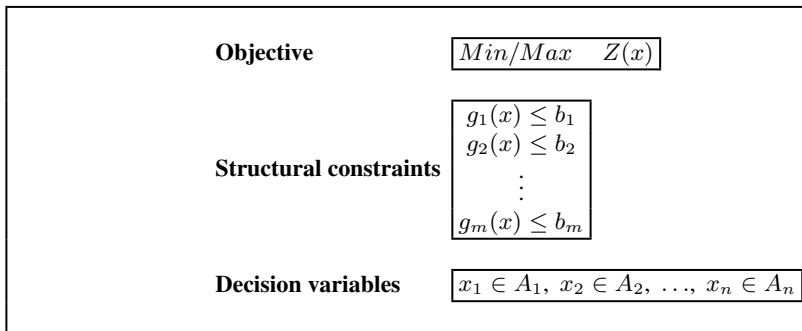 Objective Min/Max Z(x)
g₁(x) ≤ b₁
g₂(x) ≤ b₂
Structural constraints
⋮
gₘ(x) ≤ bₘ
Decision variables x₁ ∈ A₁, x₂ ∈ A₂, …, xₙ ∈ Aₙ